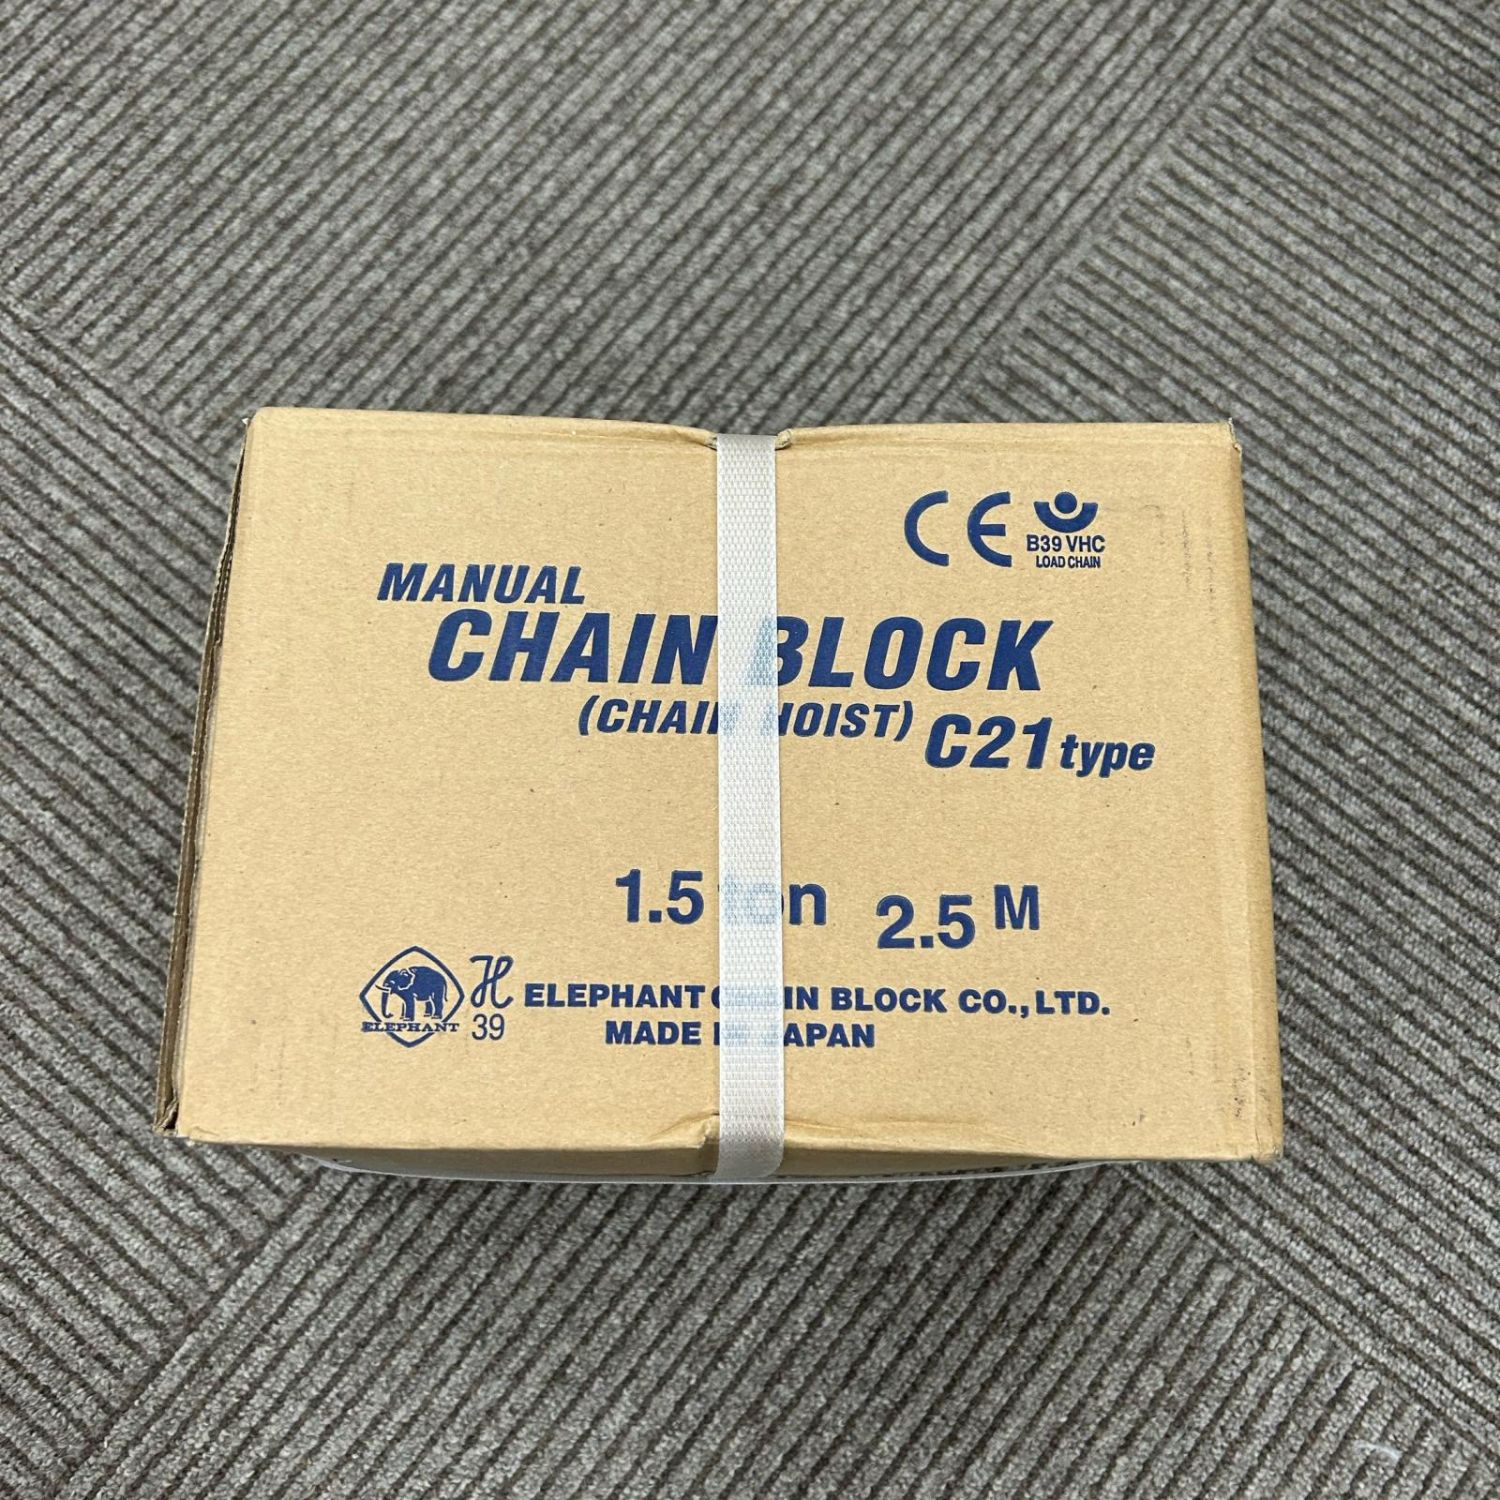 CE
B39 VHC
LOAD CHAIN
MANUAL
CHAIN BLOCK
(CHAIN HOIST) C21 type
1.5 ton 2.5 M
ELEPHANT
H
39
ELEPHANT CHAIN BLOCK CO., LTD.
MADE IN JAPAN